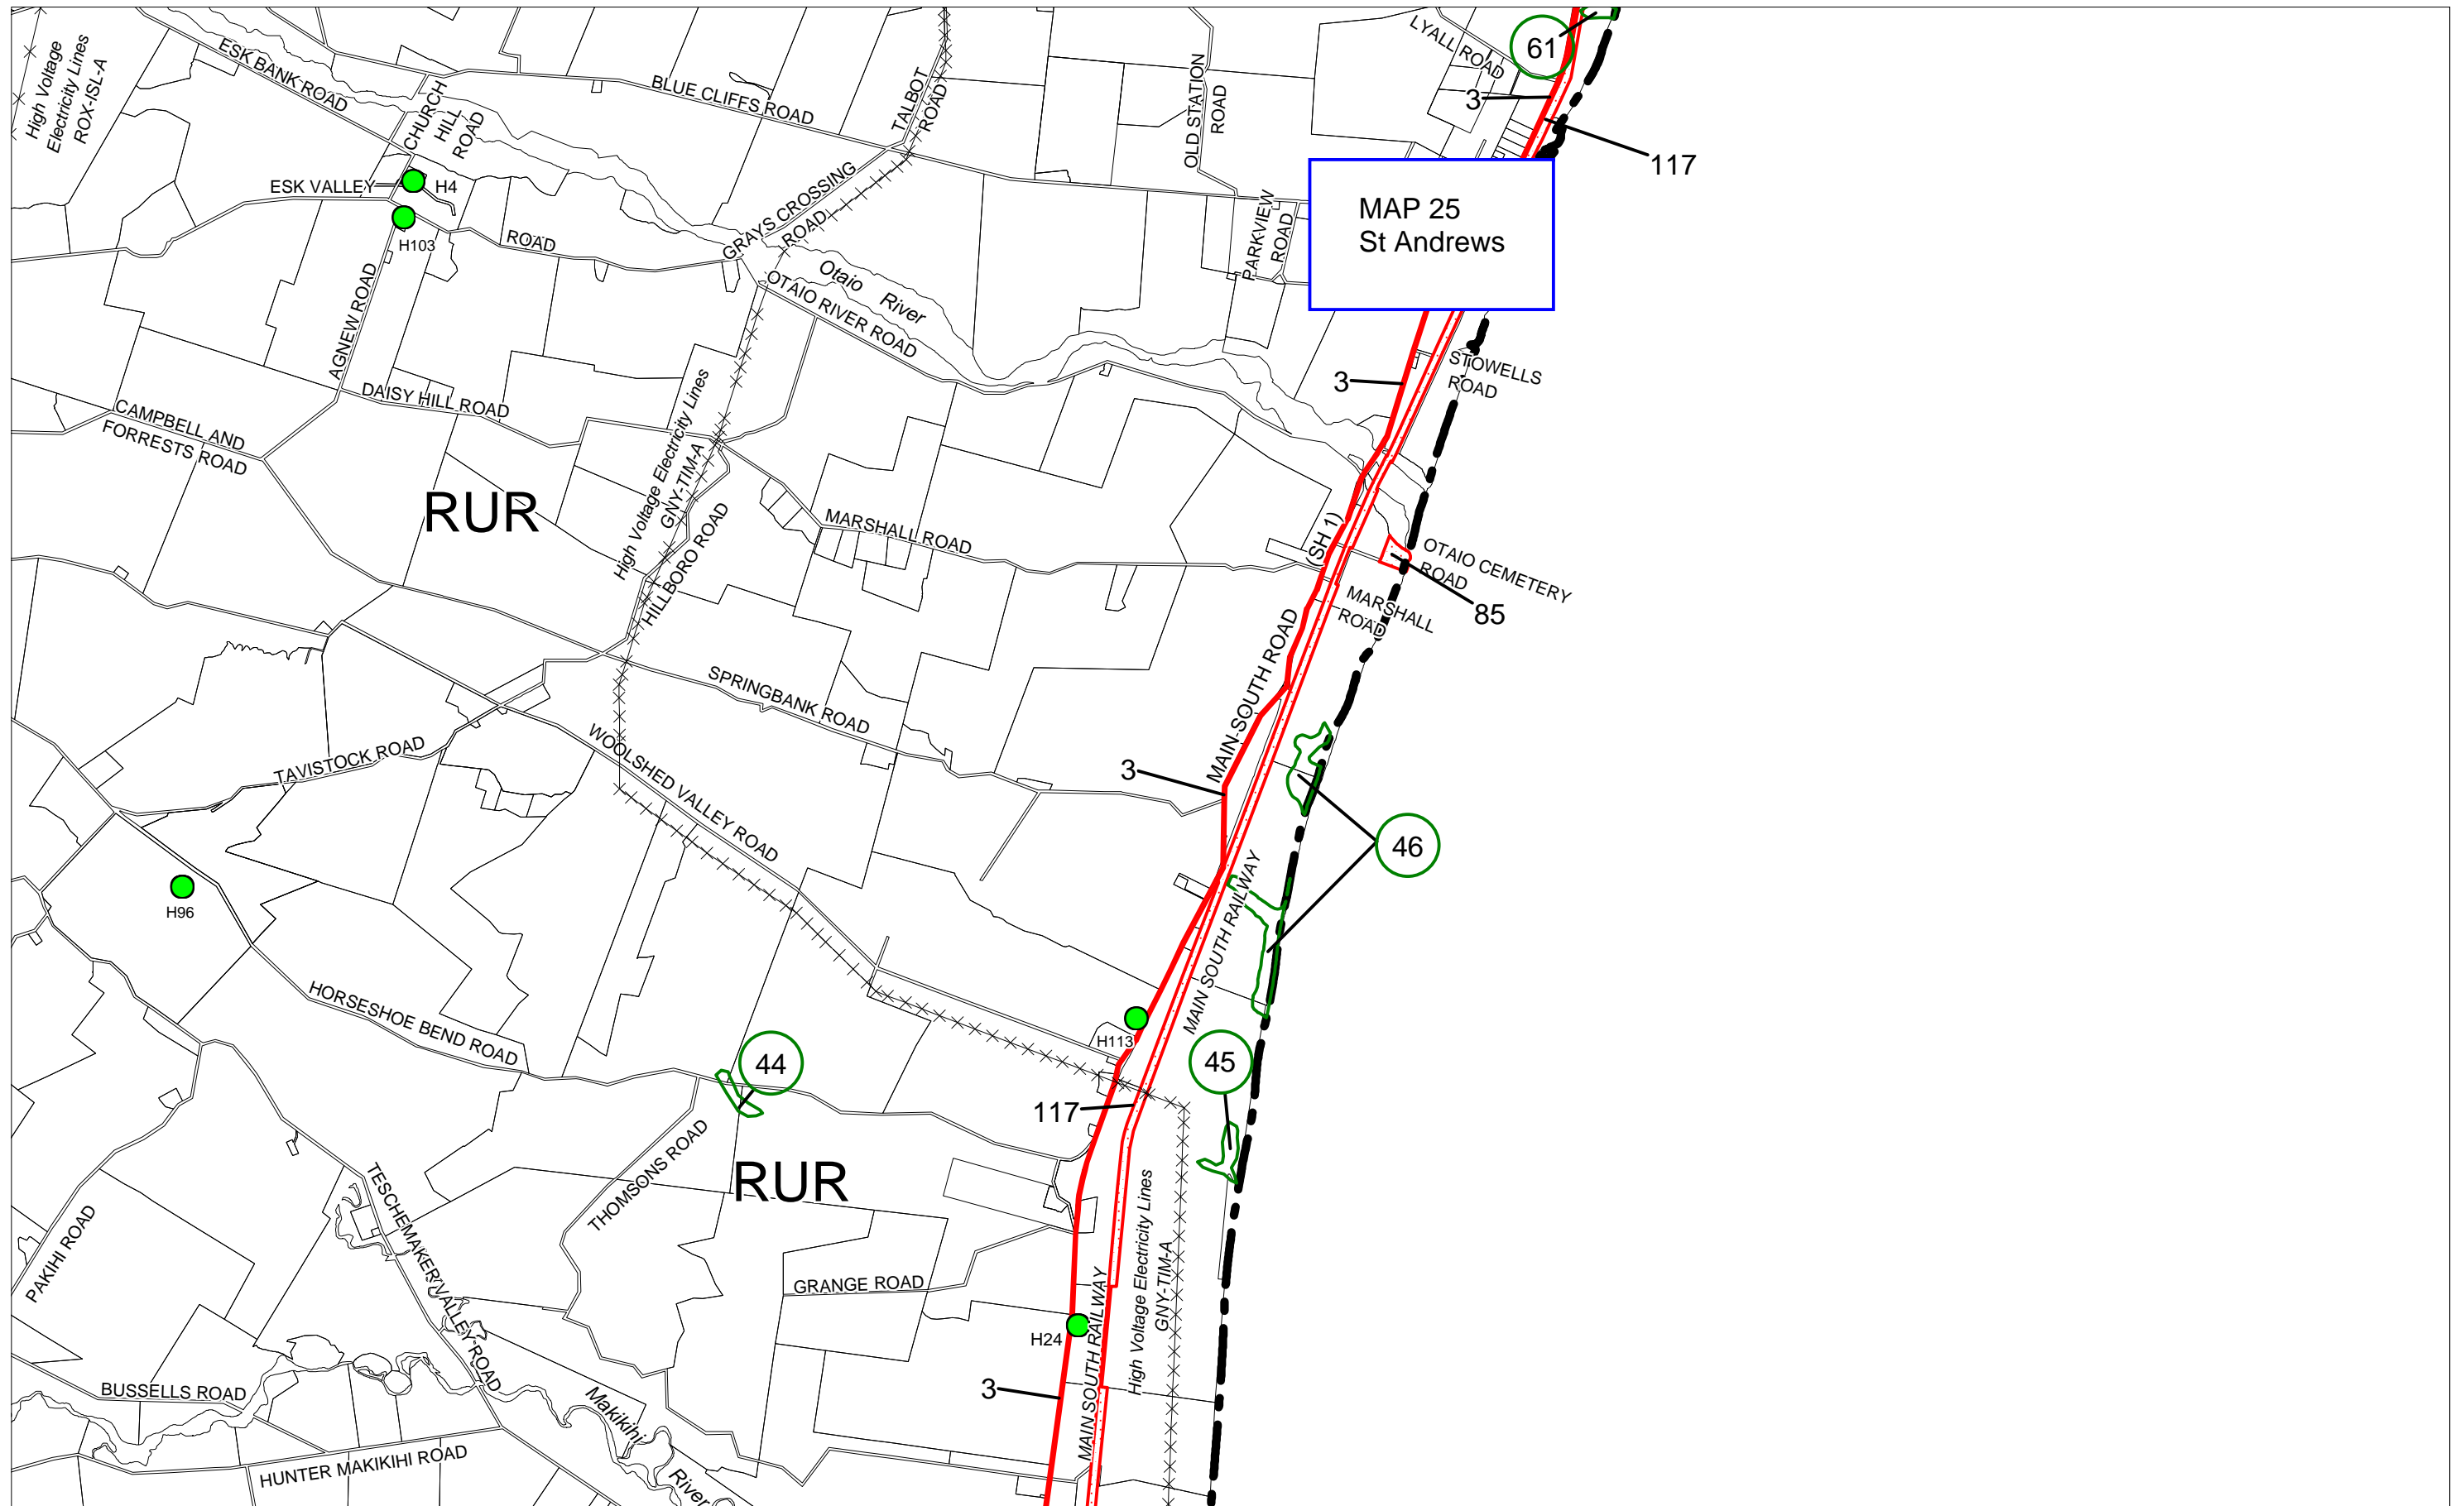 High Voltage
Electricity Lines
ROX-ISL-A
ESK BANK ROAD
CHURCH
HILL
ROAD
BLUE CLIFFS ROAD
TALBOT
ROAD
OLD STATION
ROAD
LYALL ROAD
61
3
117
ESK VALLEY
H4
H103
ROAD
GRAYS CROSSING
ROAD
PARKVIEW
ROAD
MAP 25
St Andrews
AGNEW ROAD
Otaio River
OTAIO RIVER ROAD
STOWELLS
ROAD
3
DAISY HILL ROAD
CAMPBELL AND
FORRESTS ROAD
High Voltage Electricity Lines
GNY-TIM-A
RUR
HILLBORO ROAD
MARSHALL ROAD
(SH 1)
OTAIO CEMETERY
ROAD
85
MARSHALL
ROAD
MAIN SOUTH ROAD
SPRINGBANK ROAD
WOOLSHED VALLEY ROAD
TAVISTOCK ROAD
3
46
H96
MAIN SOUTH RAILWAY
HORSESHOE BEND ROAD
H113
44
45
117
THOMSONS ROAD
RUR
TESCHEMAKER VALLEY ROAD
PAKIHI ROAD
GRANGE ROAD
High Voltage Electricity Lines
GNY-TIM-A
MAIN SOUTH RAILWAY
H24
3
BUSSELLS ROAD
Makikihi
River
HUNTER MAKIKIHI ROAD